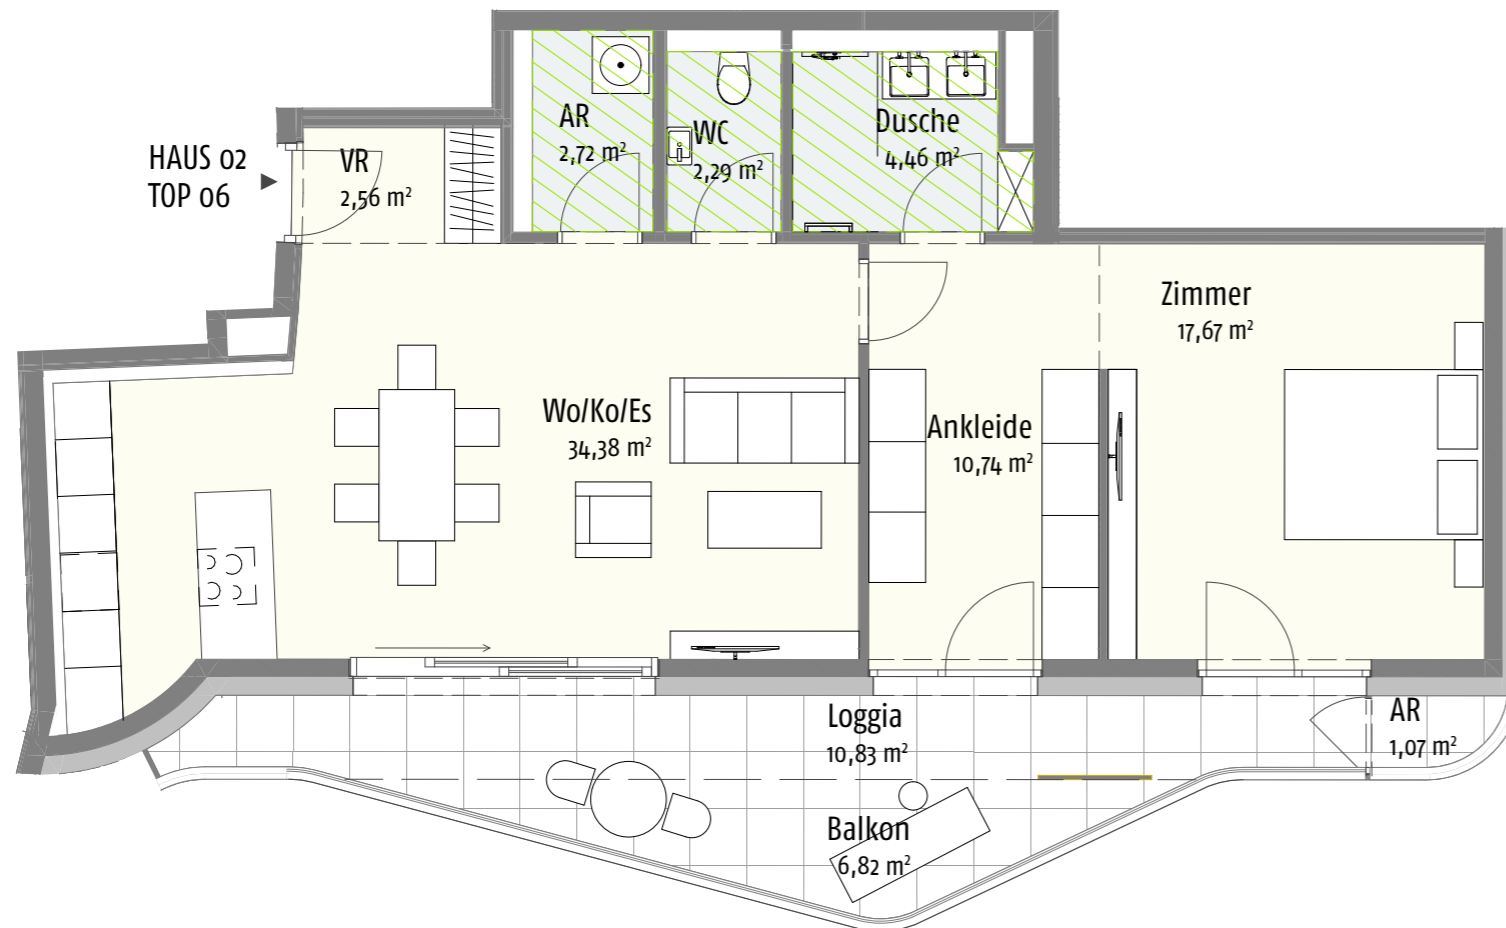 HAUS 02
TOP 06
VR
2,56 m²
AR
2,72 m²
WC
2,29 m²
Dusche
4,46 m²
Zimmer
17,67 m²
Wo/Ko/Es
34,38 m²
Ankleide
10,74 m²
Loggia
10,83 m²
AR
1,07 m²
Balkon
6,82 m²